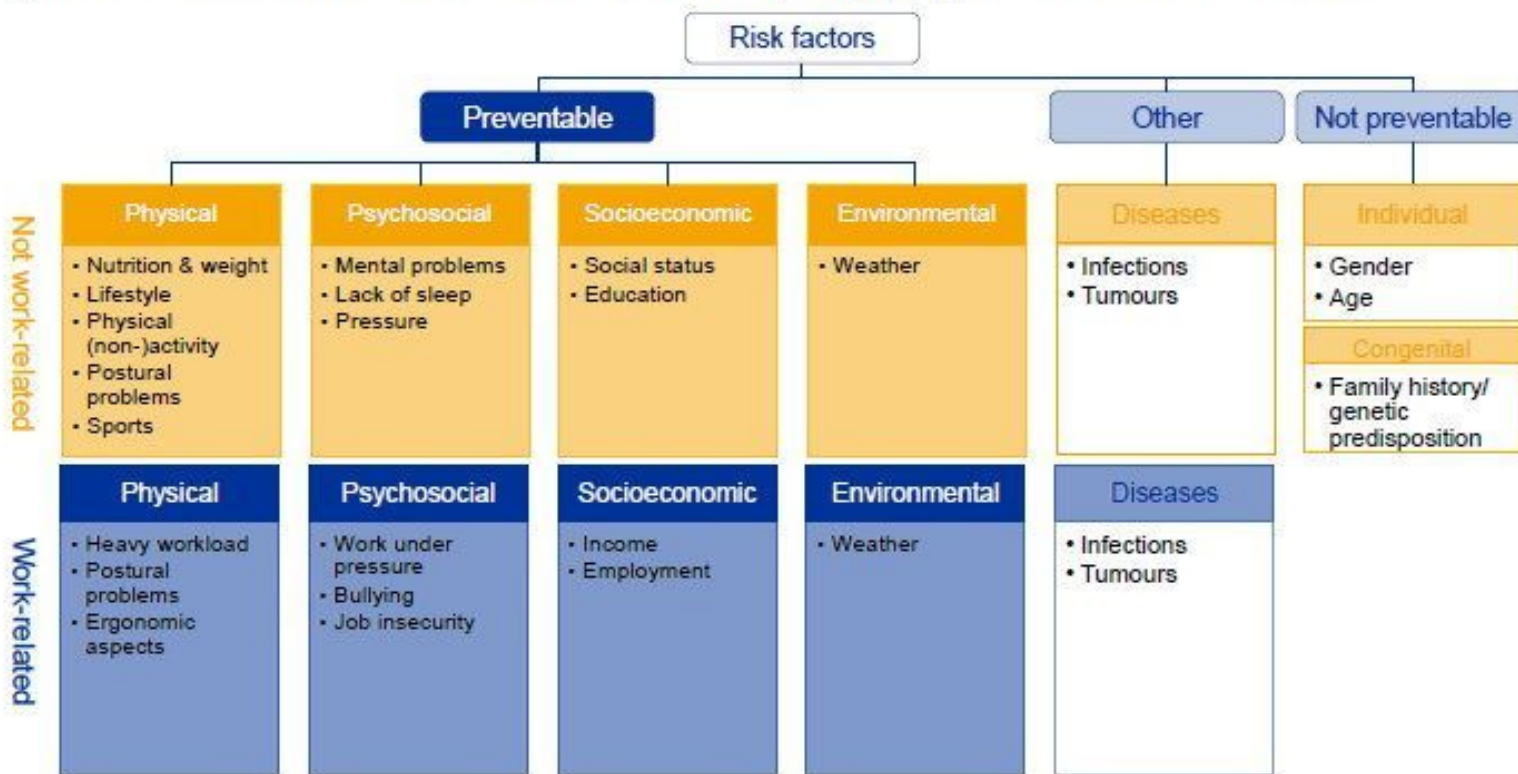 Risk factors
Preventable
Other
Not preventable
Not work-related
Physical
• Nutrition & weight
• Lifestyle
• Physical
(non-)activity
• Postural
problems
• Sports
Psychosocial
• Mental problems
• Lack of sleep
• Pressure
Socioeconomic
• Social status
• Education
Environmental
• Weather
Diseases
• Infections
• Tumours
Individual
• Gender
• Age
Congenital
• Family history/
genetic
predisposition
Work-related
Physical
• Heavy workload
• Postural
problems
• Ergonomic
aspects
Psychosocial
• Work under
pressure
• Bullying
• Job insecurity
Socioeconomic
• Income
• Employment
Environmental
• Weather
Diseases
• Infections
• Tumours